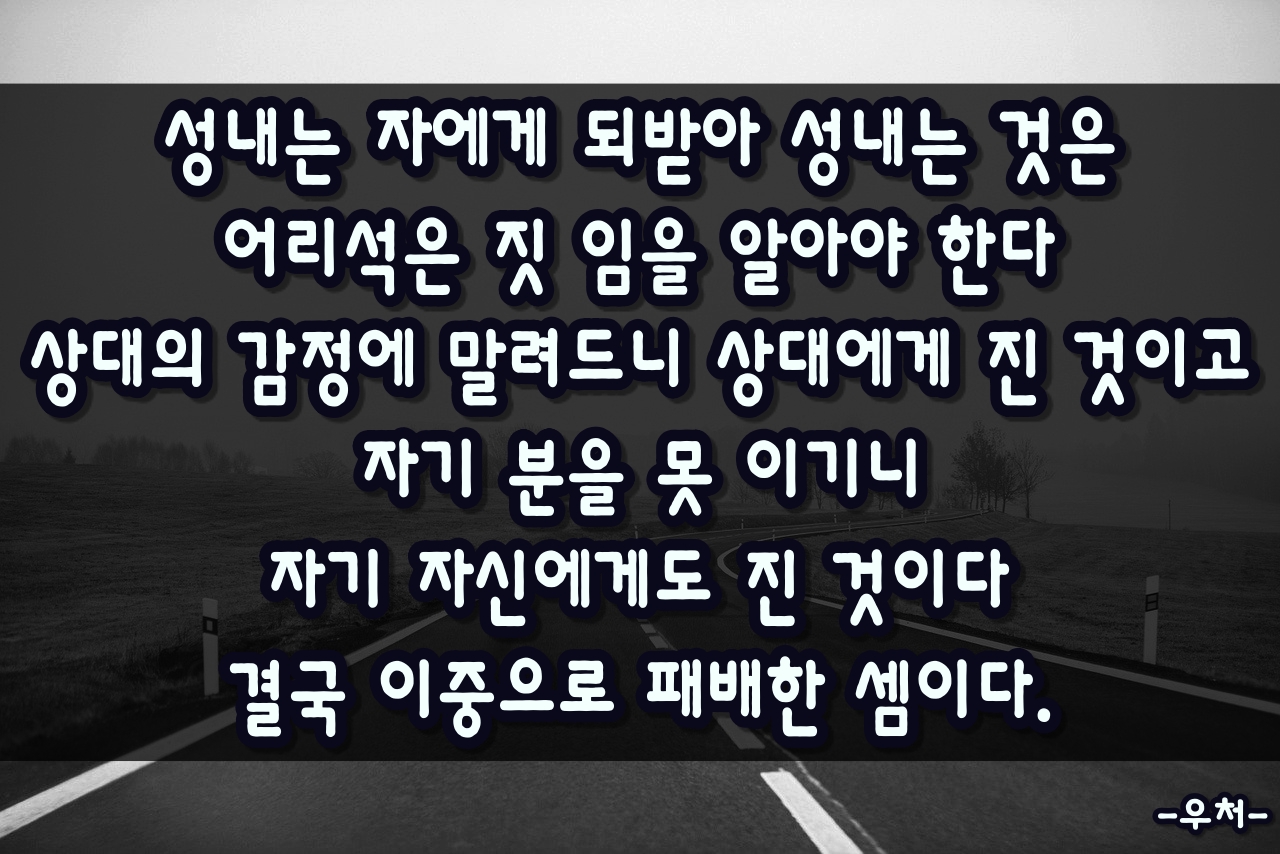 성내는 자에게 되받아 성내는 것은
어리석은 짓 임을 알아야 한다
상대의 감정에 말려드니 상대에게 진 것이고
자기 분을 못 이기니
자기 자신에게도 진 것이다
결국 이중으로 패배한 셈이다.
-우처-